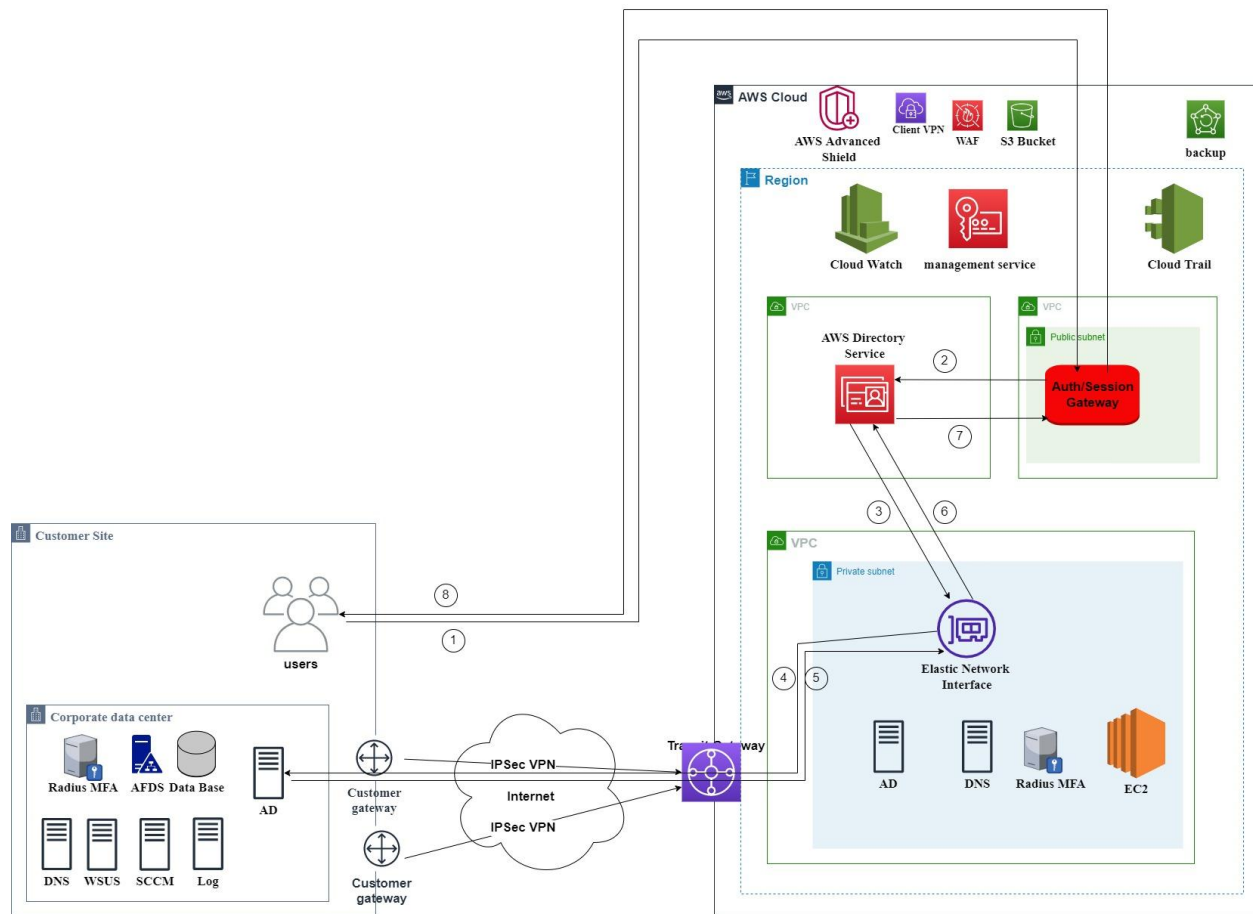 aws
AWS Cloud
AWS Advanced
Shield
Client VPN
WAF
S3 Bucket
backup
Region
Cloud Watch
management service
Cloud Trail
VPC
AWS Directory
Service
VPC
Public subnet
Auth/Session
Gateway
2
7
3
6
VPC
Private subnet
Elastic Network
Interface
4
5
AD
DNS
Radius MFA
EC2
Customer Site
users
8
1
Corporate data center
Radius MFA
AFDS
Data Base
AD
DNS
WSUS
SCCM
Log
Customer
gateway
Customer
gateway
IPSec VPN
Internet
IPSec VPN
Transit Gateway